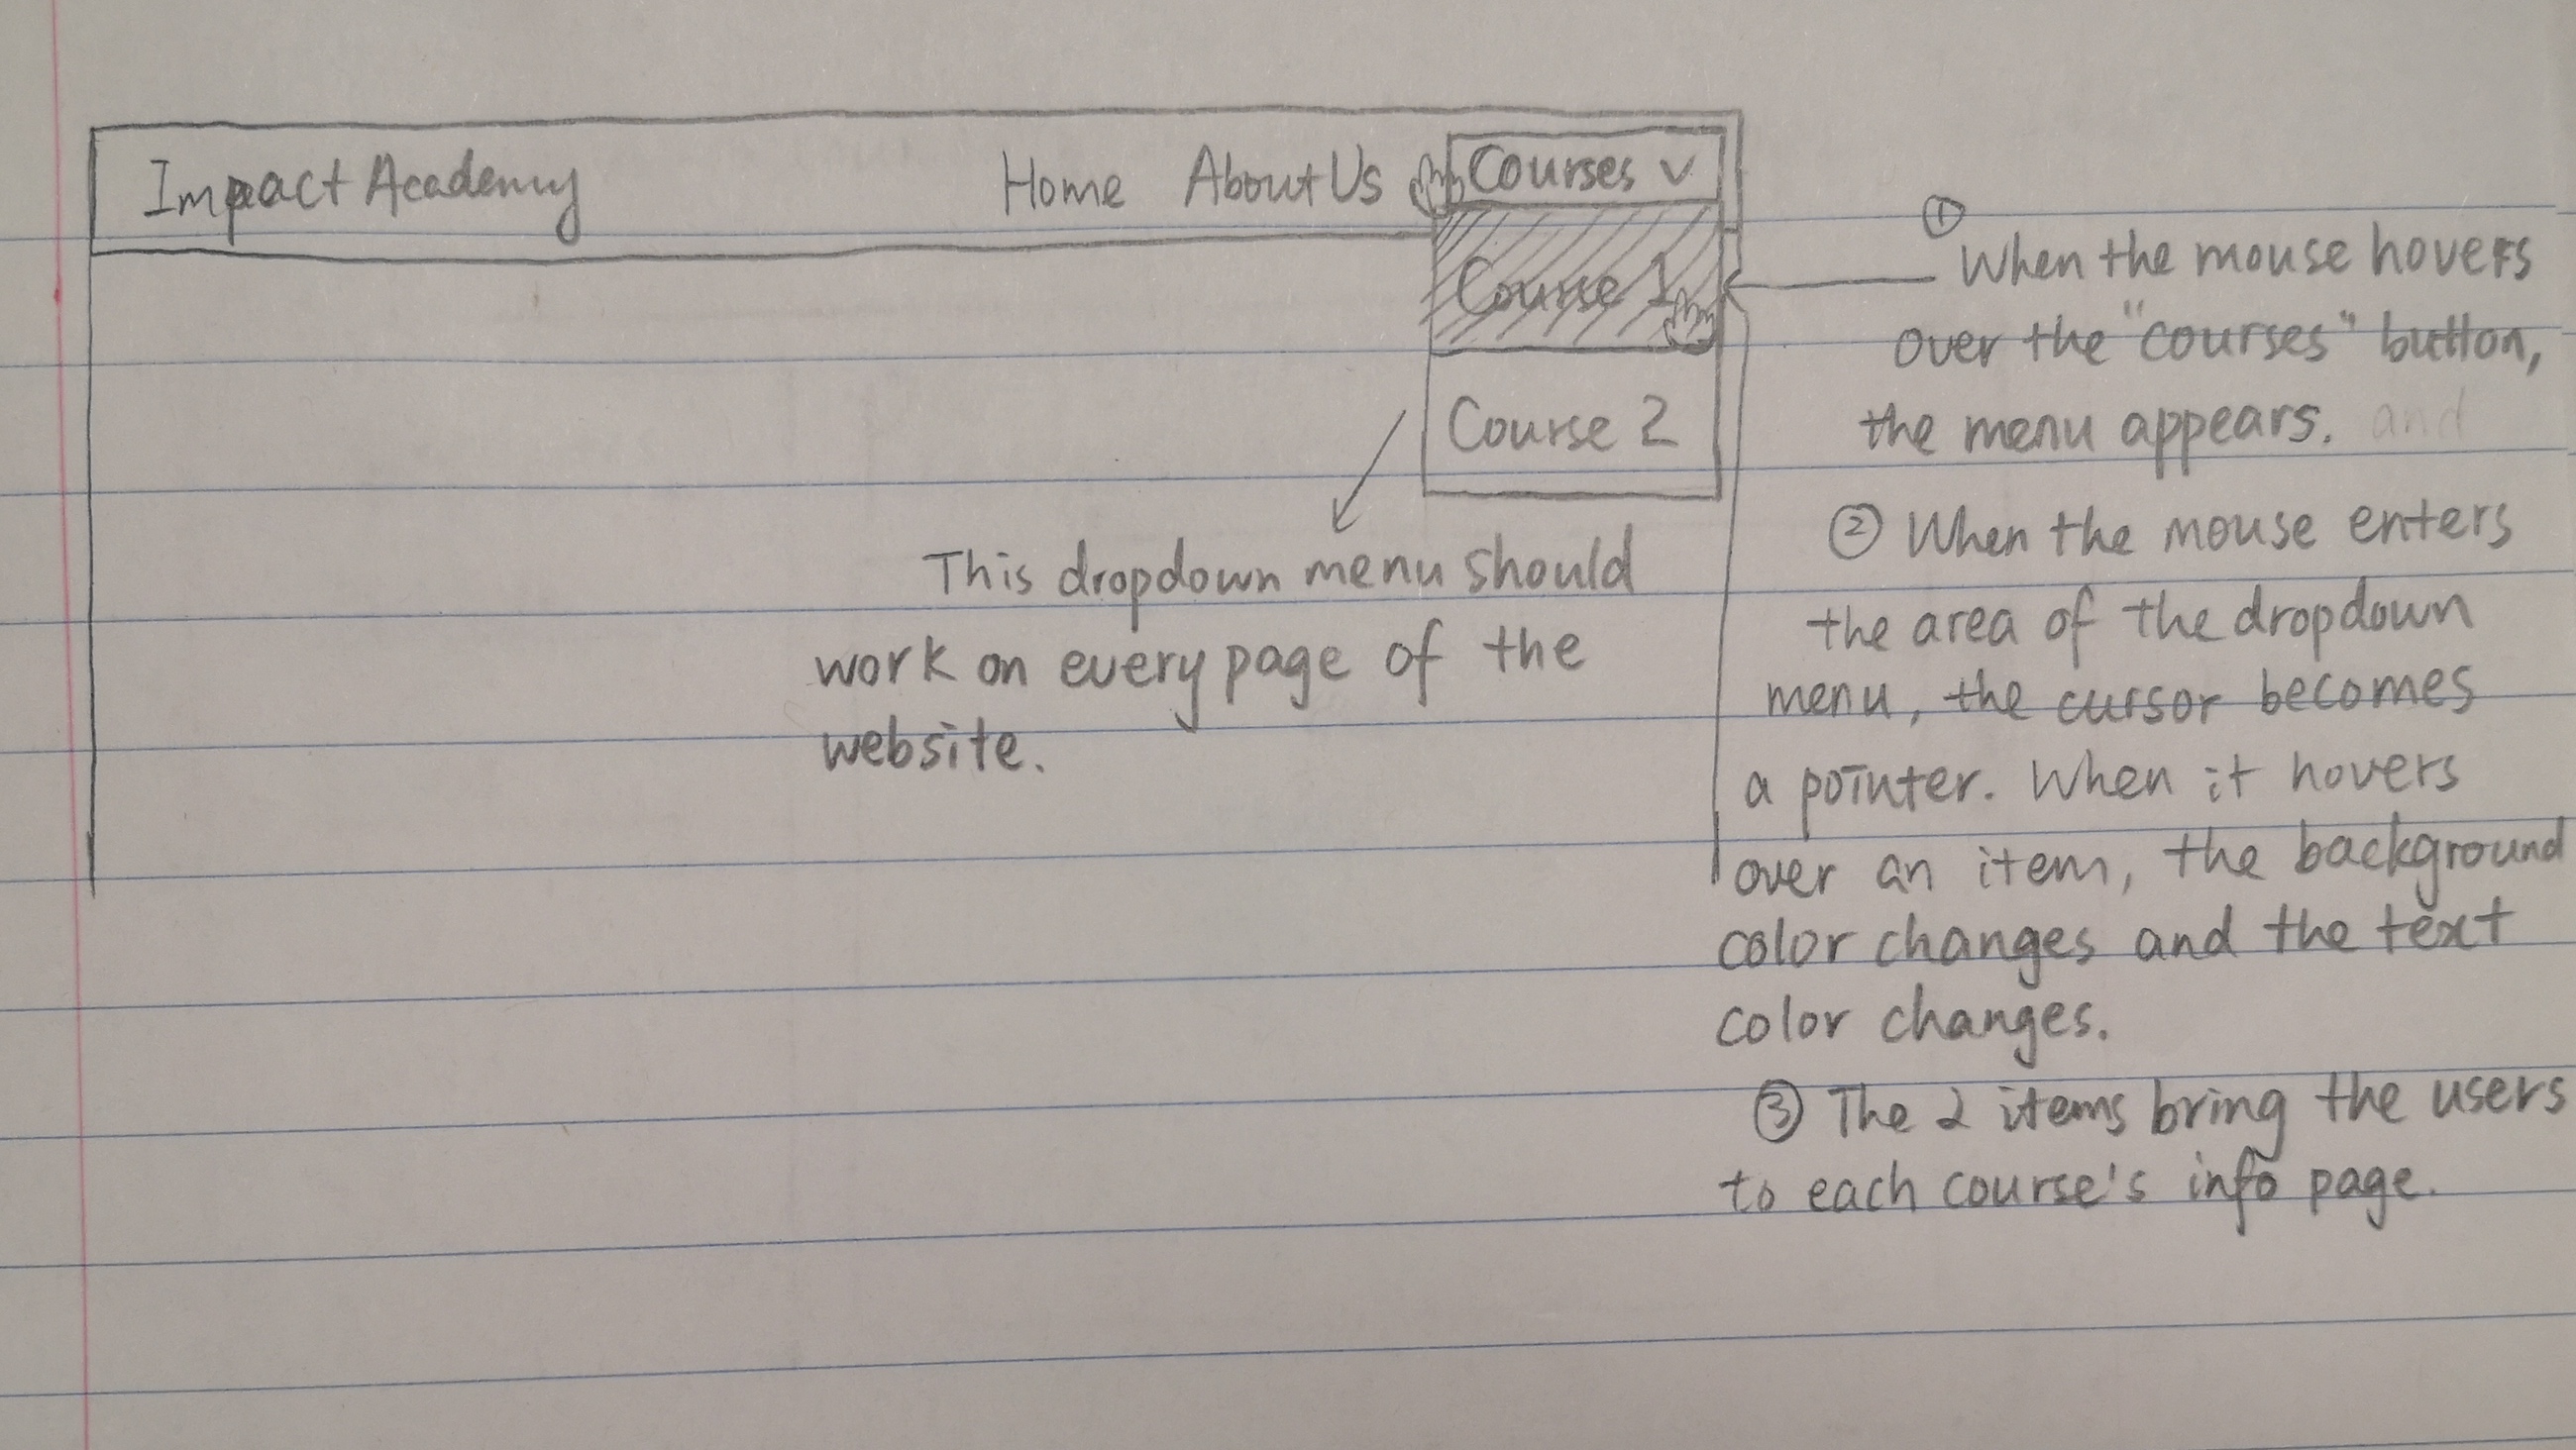 Impact Academy Home About Us Courses v
Course 1
Course 2
This dropdown menu should
work on every page of the
website.
① When the mouse hovers
over the "courses" button,
the menu appears. and
② When the mouse enters
the area of the dropdown
menu, the cursor becomes
a pointer. When it hovers
over an item, the background
color changes and the text
color changes.
③ The 2 items bring the users
to each course's info page.